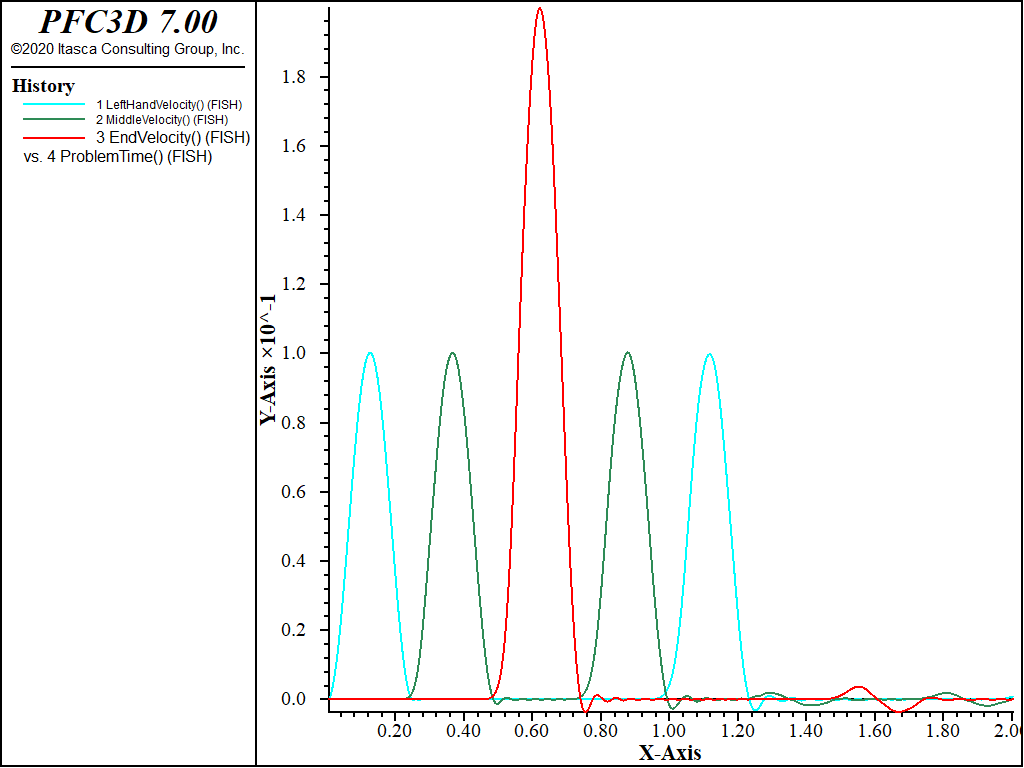 PFC3D 7.00
©2020 Itasca Consulting Group, Inc.
History
1 LeftHandVelocity() (FISH)
2 MiddleVelocity() (FISH)
3 EndVelocity() (FISH)
vs. 4 ProblemTime() (FISH)
Y-Axis ×10^-1
1.8
1.6
1.4
1.2
1.0
0.8
0.6
0.4
0.2
0.0
0.20 0.40 0.60 0.80 1.00 1.20 1.40 1.60 1.80 2.00
X-Axis